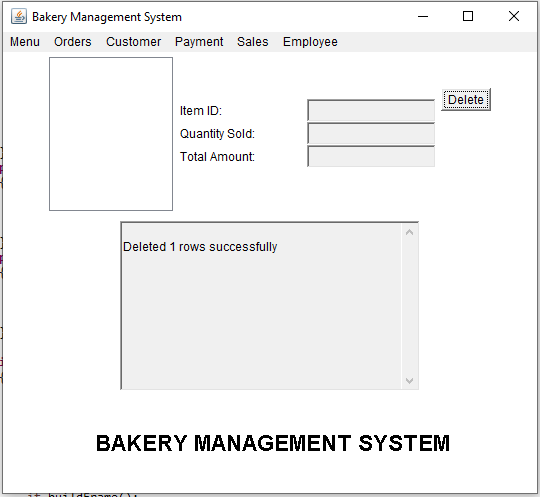 Bakery Management System
Menu Orders Customer Payment Sales Employee
Delete
Item ID:
Quantity Sold:
Total Amount:
Deleted 1 rows successfully
BAKERY MANAGEMENT SYSTEM